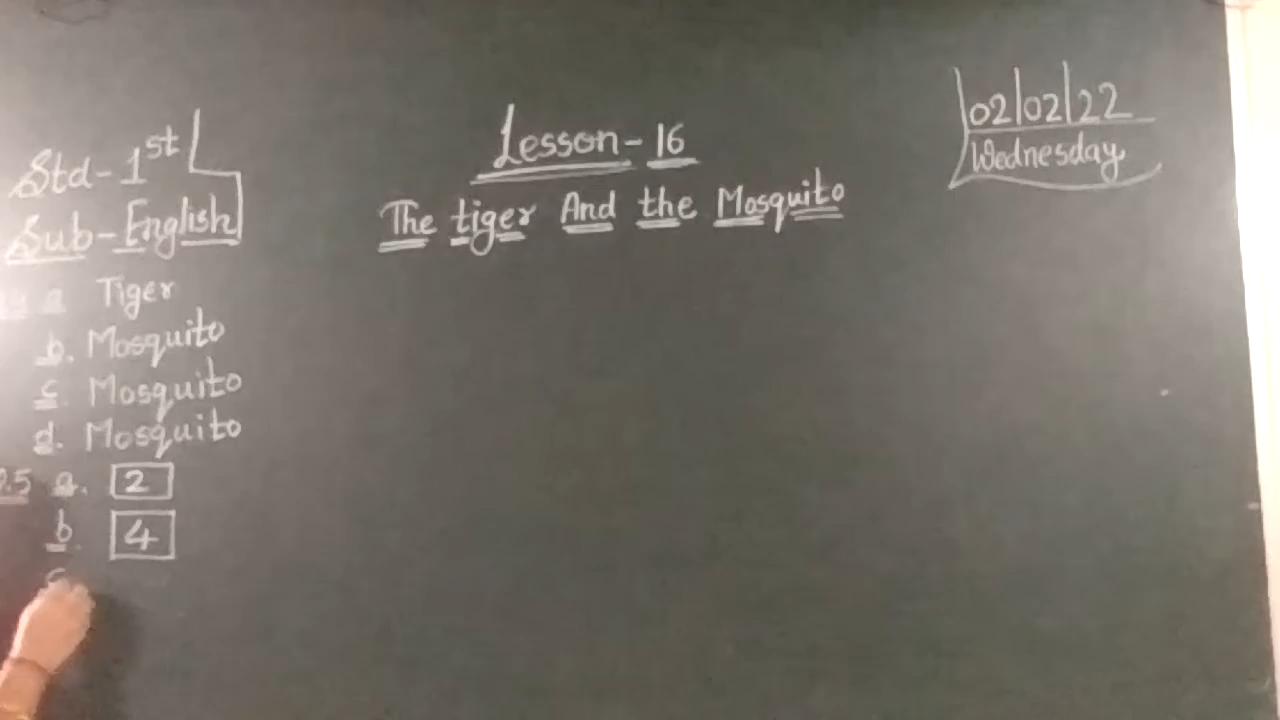 Std-1st
Sub-English
Lesson-16
The tiger And the Mosquito
02/02/22
Wednesday
a Tiger
b. Mosquito
c. Mosquito
d. Mosquito
Q.5 a. 2
b. 4
c